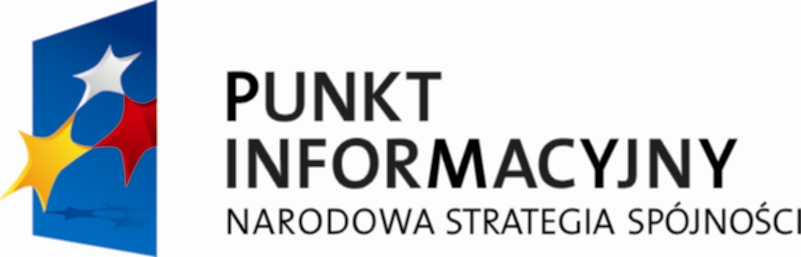 PUNKT
INFORMACYJNY
NARODOWA STRATEGIA SPÓJNOŚCI